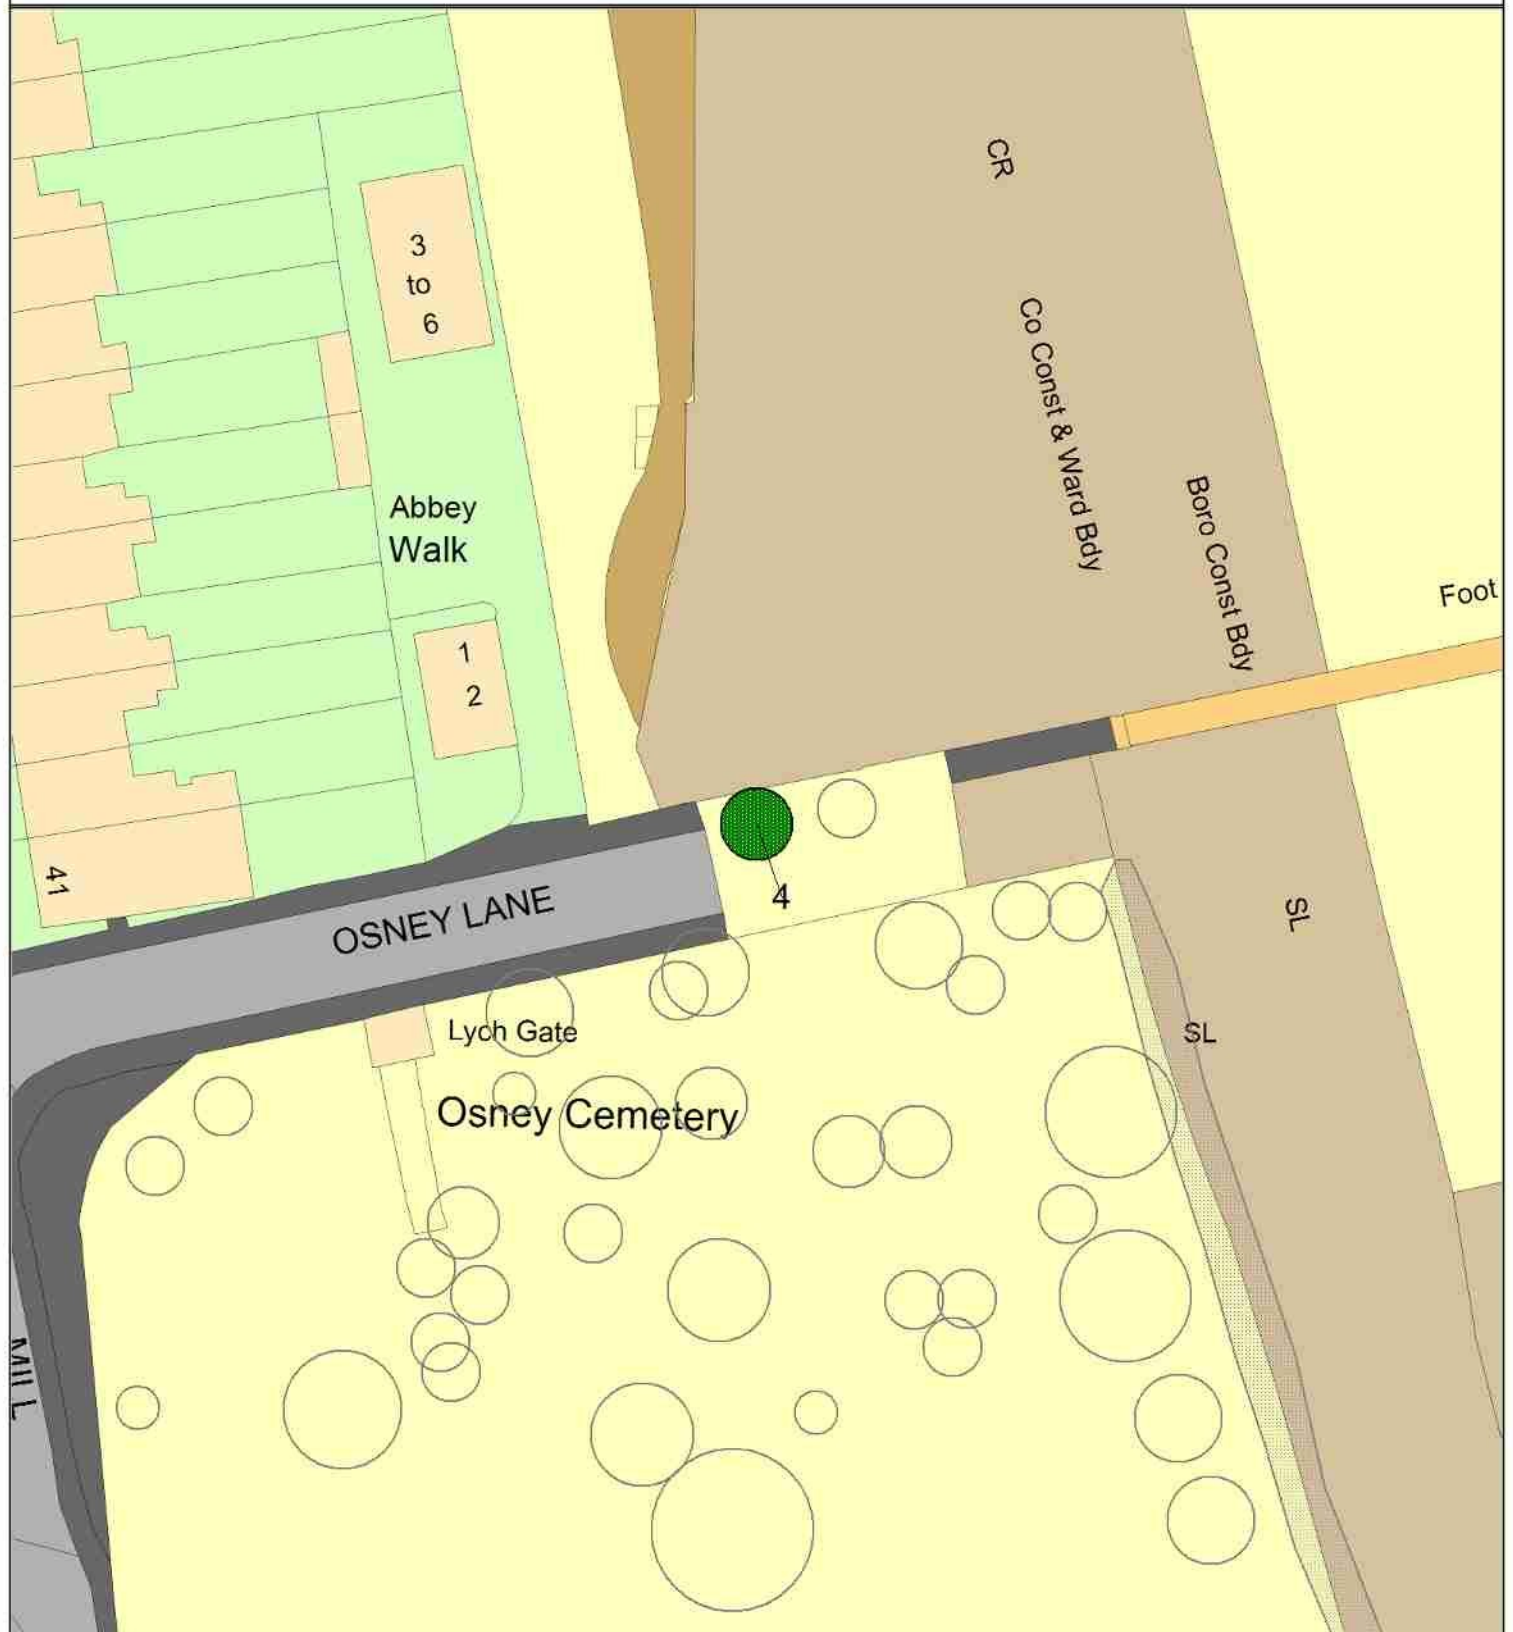 CR
3
to
6
Co Const & Ward Bdy
Abbey
Walk
Boro Const Bdy
Foot
1
2
41
4
OSNEY LANE
SL
Lych Gate
SL
Osney Cemetery
MILL